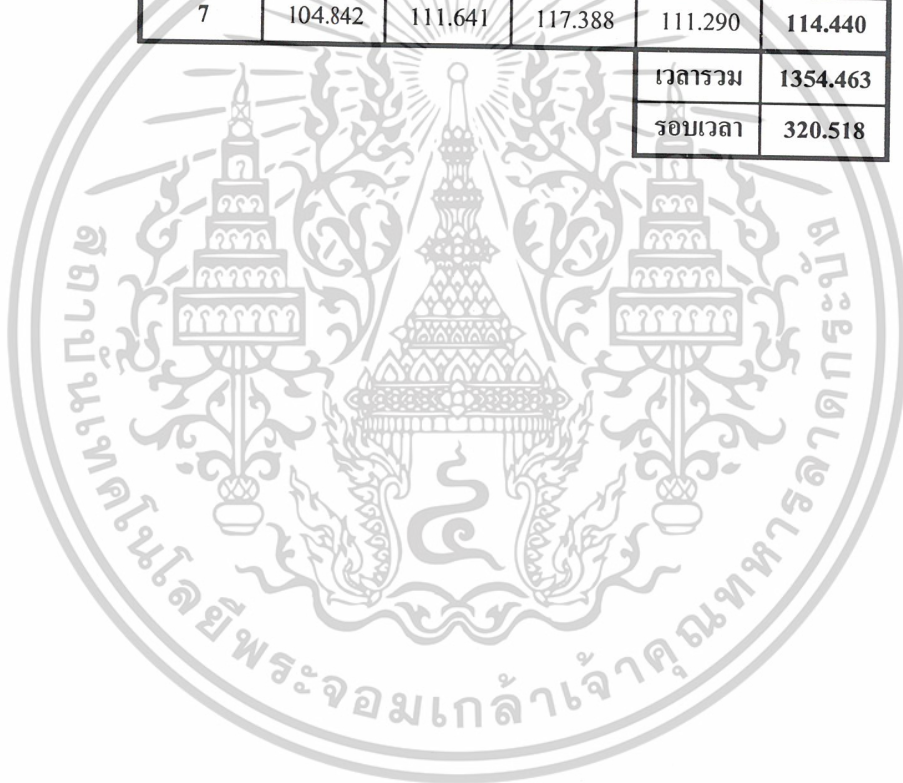 7 104.842 111.641 117.388 111.290 114.440
เวลารวม 1354.463
รอบเวลา 320.518
๔
สถาบันเทคโนโลยีพระจอมเกล้าเจ้าคุณทหารลาดกระบัง